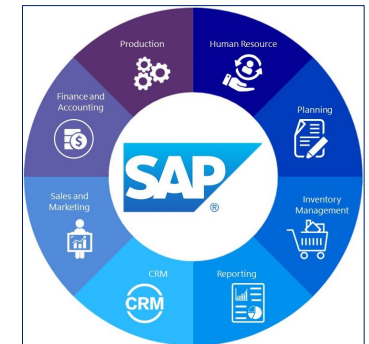 Production
Human Resource
Finance and
Accounting
Planning
SAP
®
Sales and
Marketing
Inventory
Management
CRM
CRM
Reporting